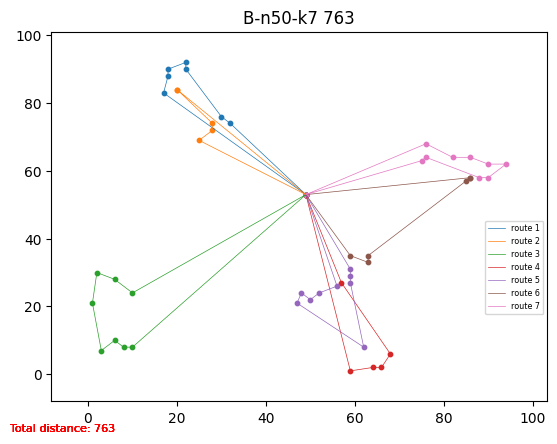 B-n50-k7 763
100
80
60
40
20
0
route 1
route 2
route 3
route 4
route 5
route 6
route 7
0 20 40 60 80 100
Total distance: 763